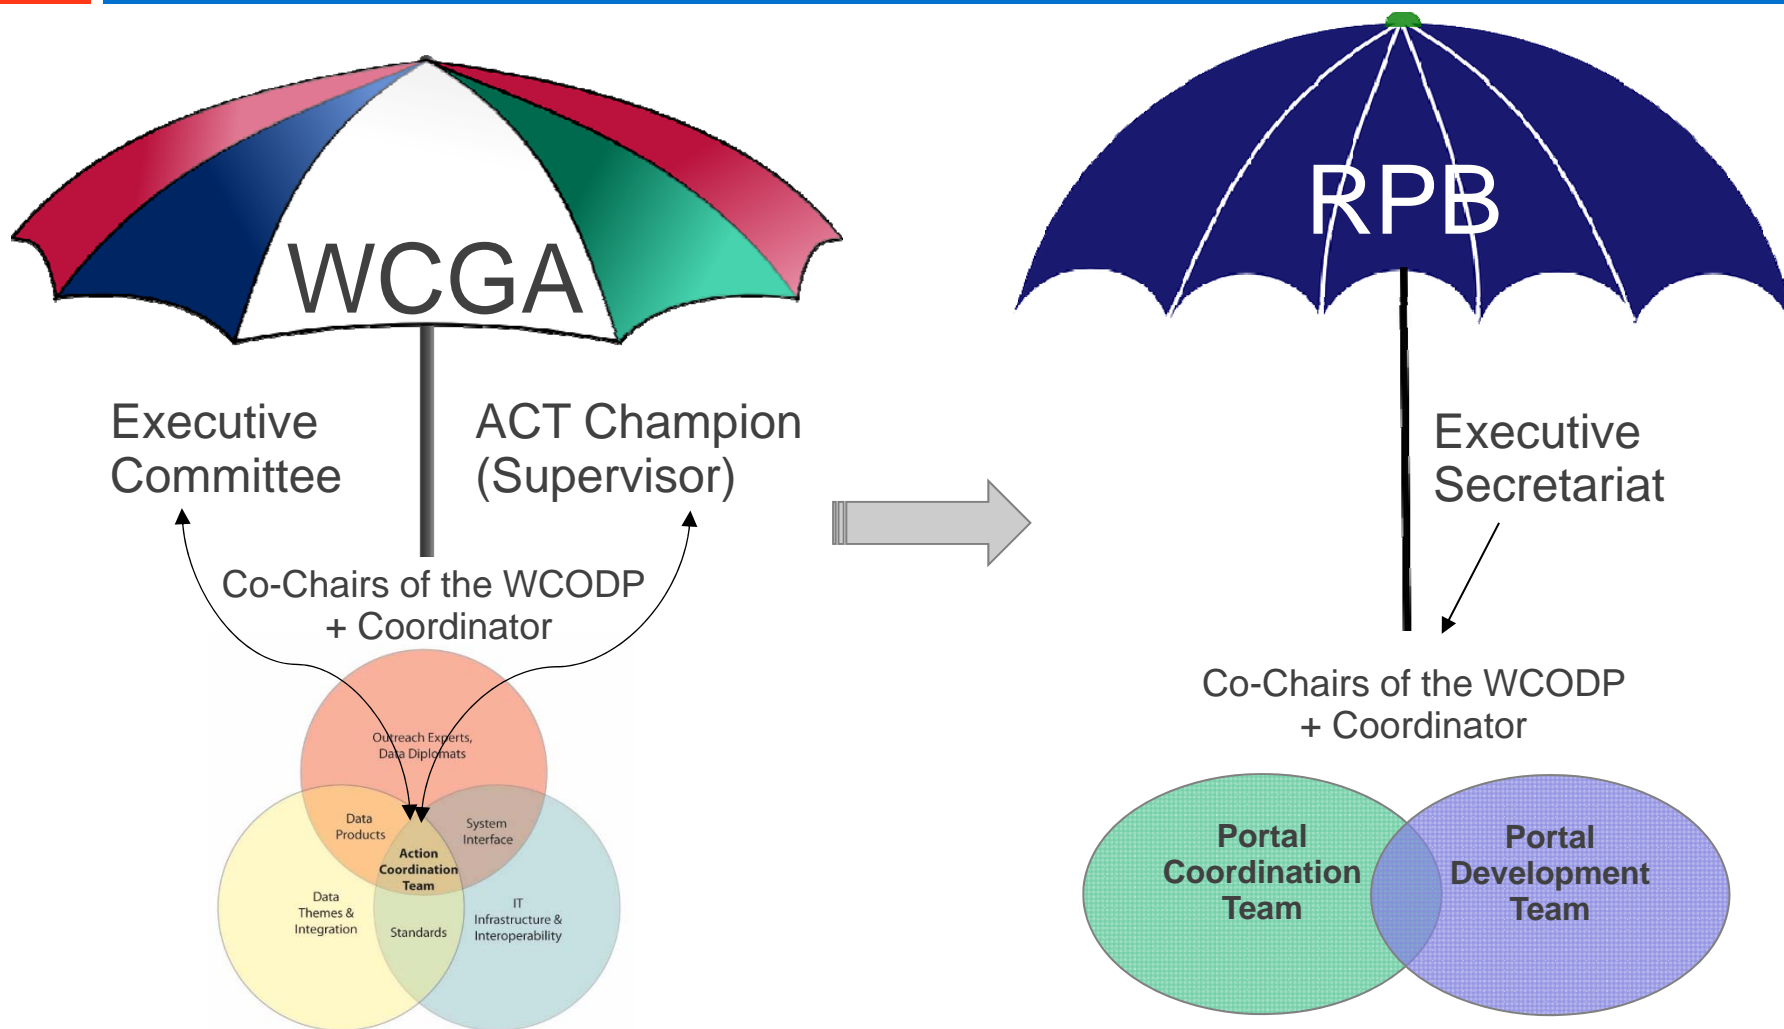 WCGA
Executive
Committee
ACT Champion
(Supervisor)
Co-Chairs of the WCODP
+ Coordinator
Outreach Experts,
Data Diplomats
Data
Products
System
Interface
Action
Coordination
Team
Data
Themes &
Integration
Standards
IT
Infrastructure &
Interoperability
RPB
Executive
Secretariat
Co-Chairs of the WCODP
+ Coordinator
Portal
Coordination
Team
Portal
Development
Team